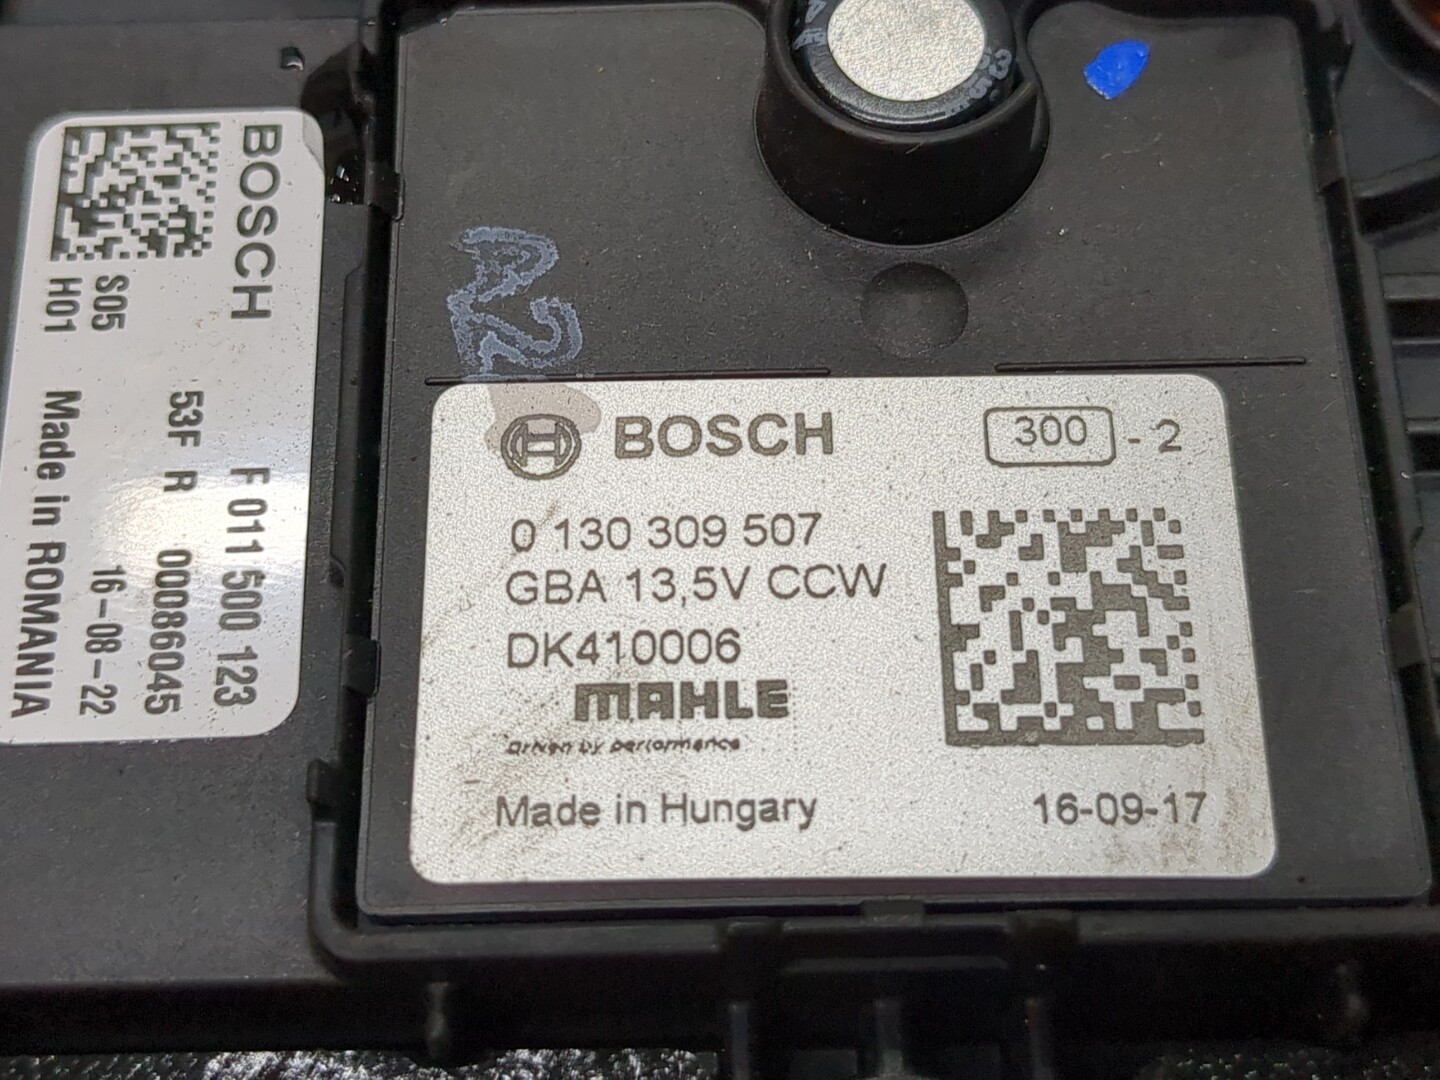 BOSCH
F 011 500 123
S05 53F R 00086045
H01 16-08-22
Made in ROMANIA
BOSCH 300 - 2
0 130 309 507
GBA 13,5V CCW
DK410006
MAHLE
Driven by performance
Made in Hungary 16-09-17